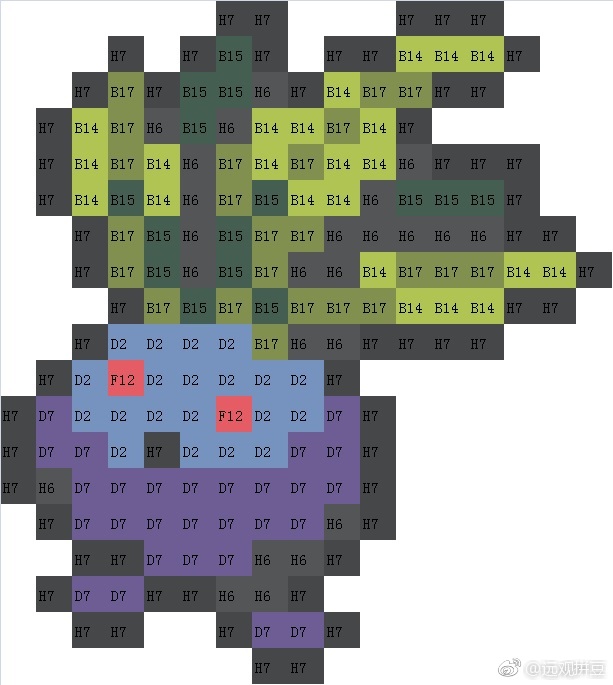 H7 H7 H7 H7 H7
H7 H7 B15 H7 H7 H7 B14 B14 B14 H7
H7 B17 H7 B15 B15 H6 H7 B14 B17 B17 H7 H7
H7 B14 B17 H6 B15 H6 B14 B14 B17 B14 H7
H7 B14 B17 B14 H6 B17 B14 B17 B14 B14 H6 H7 H7 H7
H7 B14 B15 B14 H6 B17 B15 B14 B14 H6 B15 B15 B15 H7
H7 B17 B15 H6 B15 B17 B17 H6 H6 H6 H6 H6 H7 H7
H7 B17 B15 H6 B15 B17 H6 H6 B14 B17 B17 B17 B14 B14 H7
H7 B17 B15 B17 B15 B17 B17 B17 B14 B14 B14 H7 H7
H7 D2 D2 D2 D2 B17 H6 H6 H7 H7 H7 H7
H7 D2 F12 D2 D2 D2 D2 D2 H7
H7 D7 D2 D2 D2 D2 F12 D2 D2 D7 H7
H7 D7 D7 D2 H7 D2 D2 D2 D7 D7 H7
H7 H6 D7 D7 D7 D7 D7 D7 D7 D7 H7
H7 D7 D7 D7 D7 D7 D7 D7 H6 H7
H7 H7 D7 D7 D7 H6 H6 H7
H7 D7 D7 H7 H7 H6 H6 H7
H7 H7 H7 D7 D7 H7
H7 H7
@远观拼豆